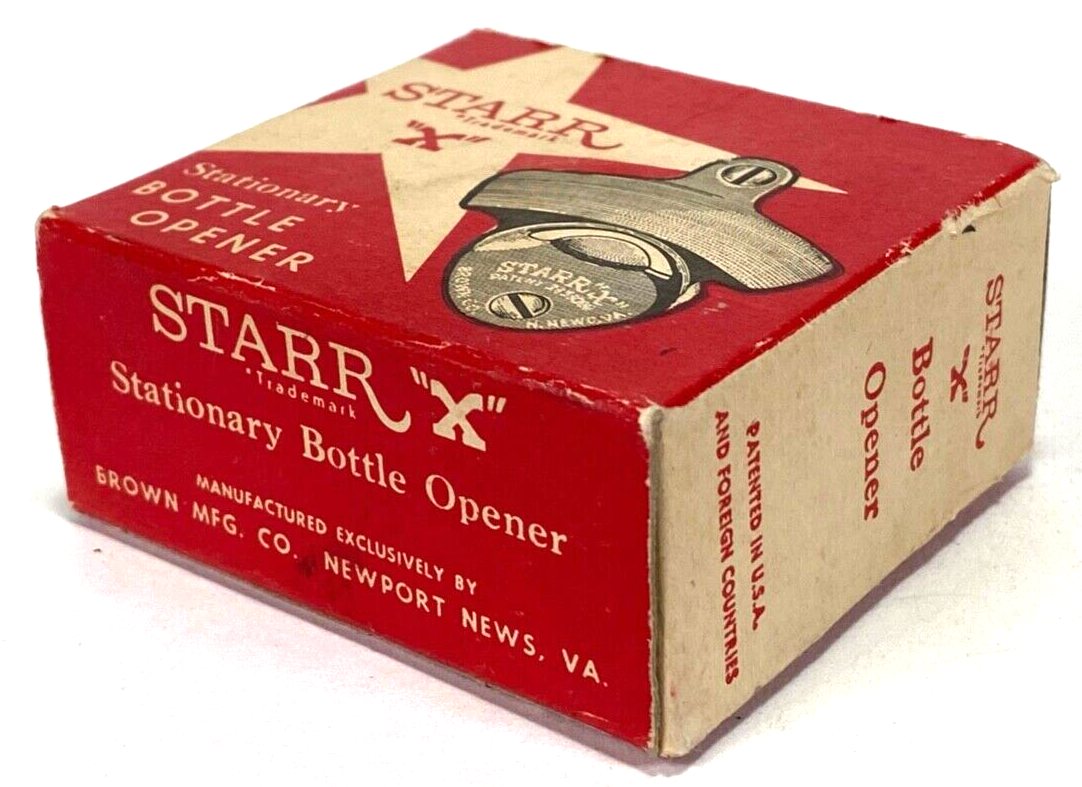 STARR
"Trademark"
"X"
Stationary
BOTTLE
OPENER
STARR "X"
N. NEWS, VA.
STARR "X"
"Trademark
Stationary Bottle Opener
MANUFACTURED EXCLUSIVELY BY
BROWN MFG. CO. NEWPORT NEWS, VA.
STARR
"Trademark
"X"
Bottle
Opener
PATENTED IN U.S.A.
AND FOREIGN COUNTRIES